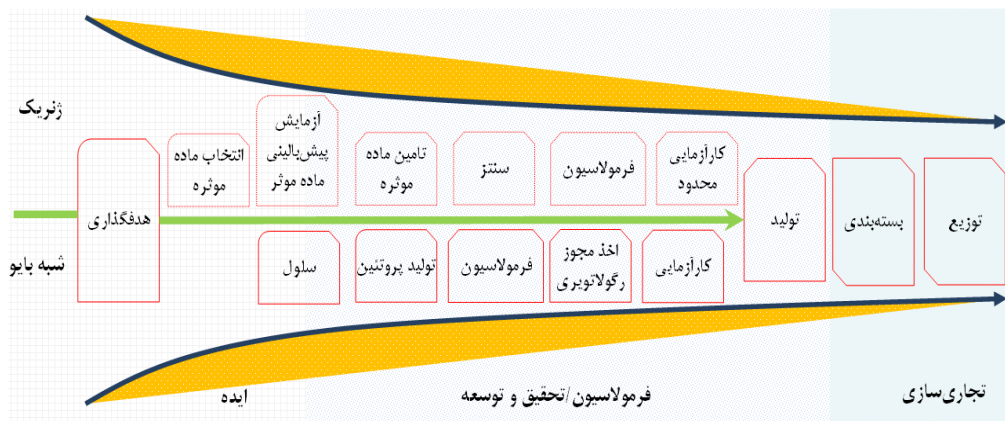 ژنریک
هدفگذاری
انتخاب ماده
موثره
آزمایش
پیش‌بالینی
ماده موثر
تامین ماده
موثره
سنتز
فرمولاسیون
کارآزمایی
محدود
تولید
بسته‌بندی
توزیع
شبه بایو
سلول
تولید پروتئین
فرمولاسیون
اخذ مجوز
رگولاتویری
کارآزمایی
ایده
فرمولاسیون/تحقیق و توسعه
تجاری‌سازی